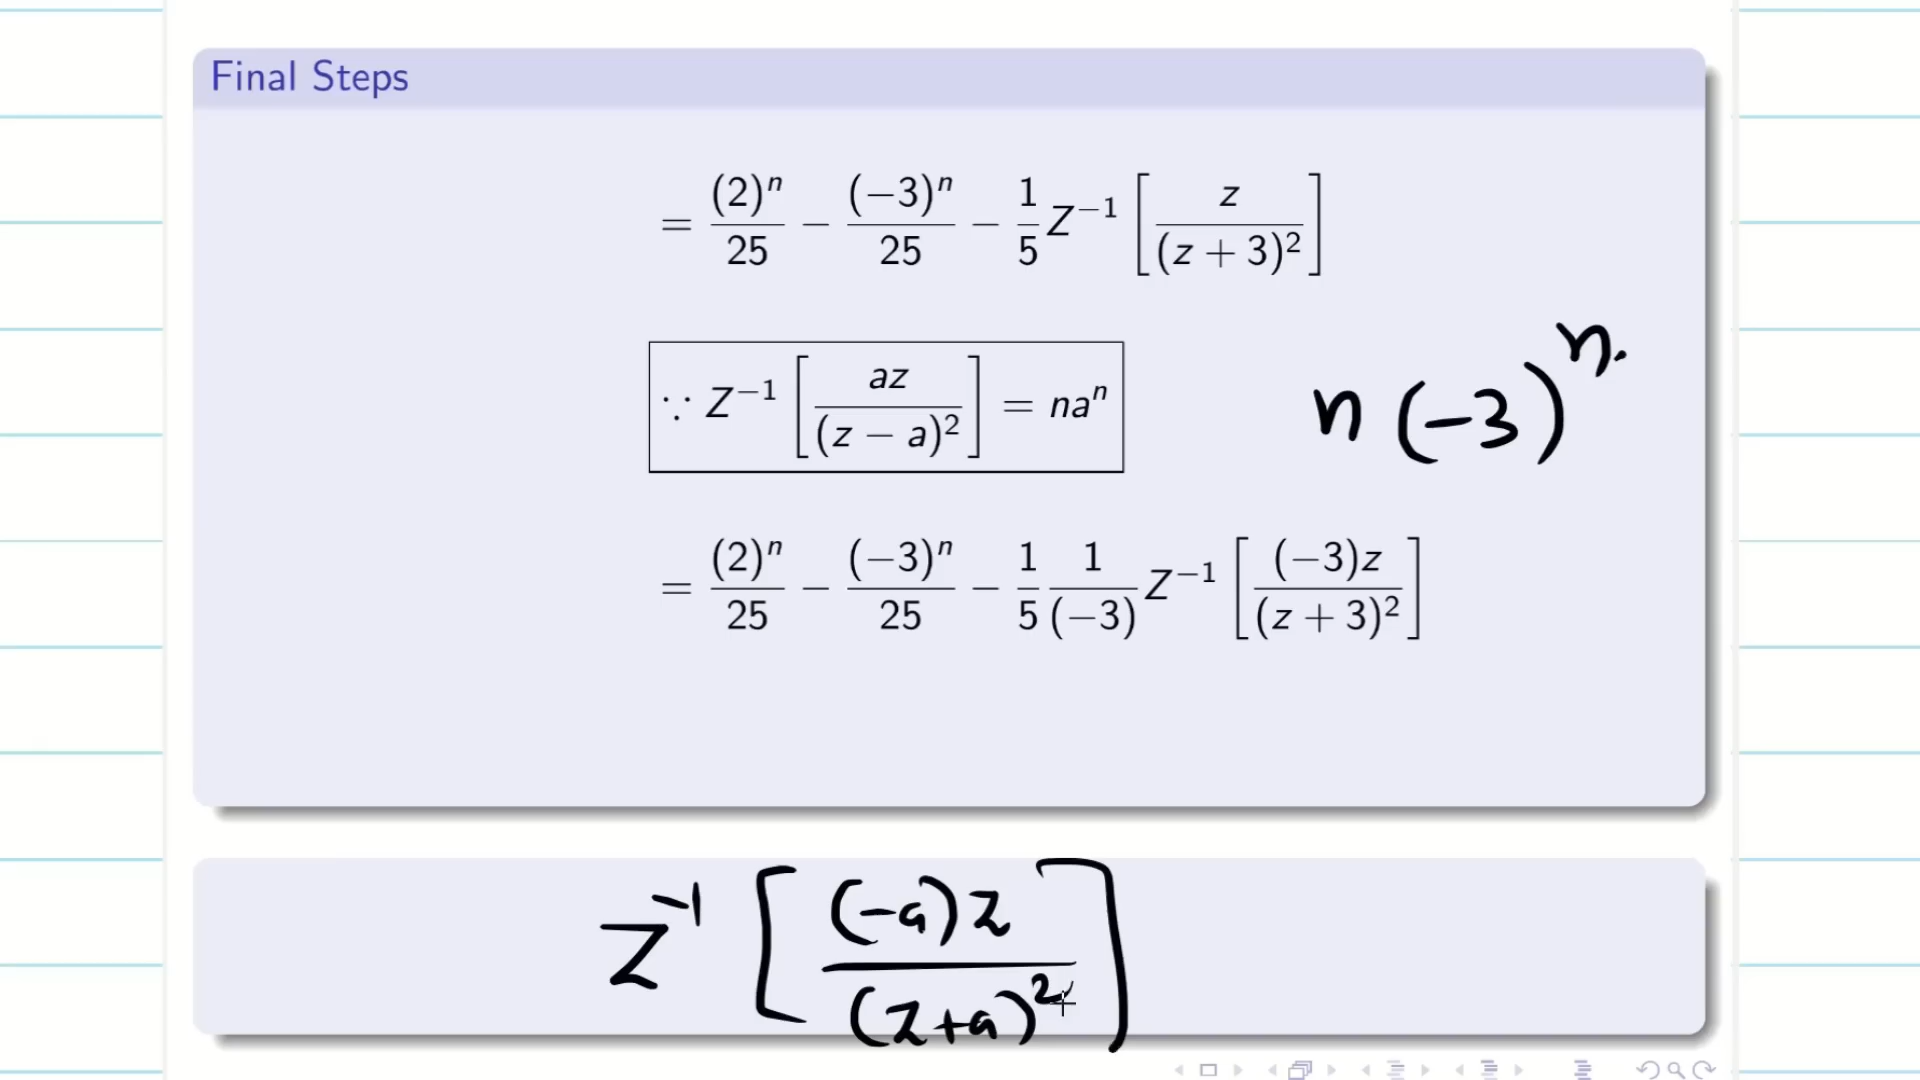 Final Steps
= (2)^n/25 − (−3)^n/25 − 1/5 Z^−1 [z/(z + 3)^2]
∵ Z^−1 [az/(z − a)^2] = na^n
n (-3)^n.
= (2)^n/25 − (−3)^n/25 − 1/5 1/(−3) Z^−1 [(−3)z/(z + 3)^2]
Z^-1 [(-a)z/(z+a)^2]